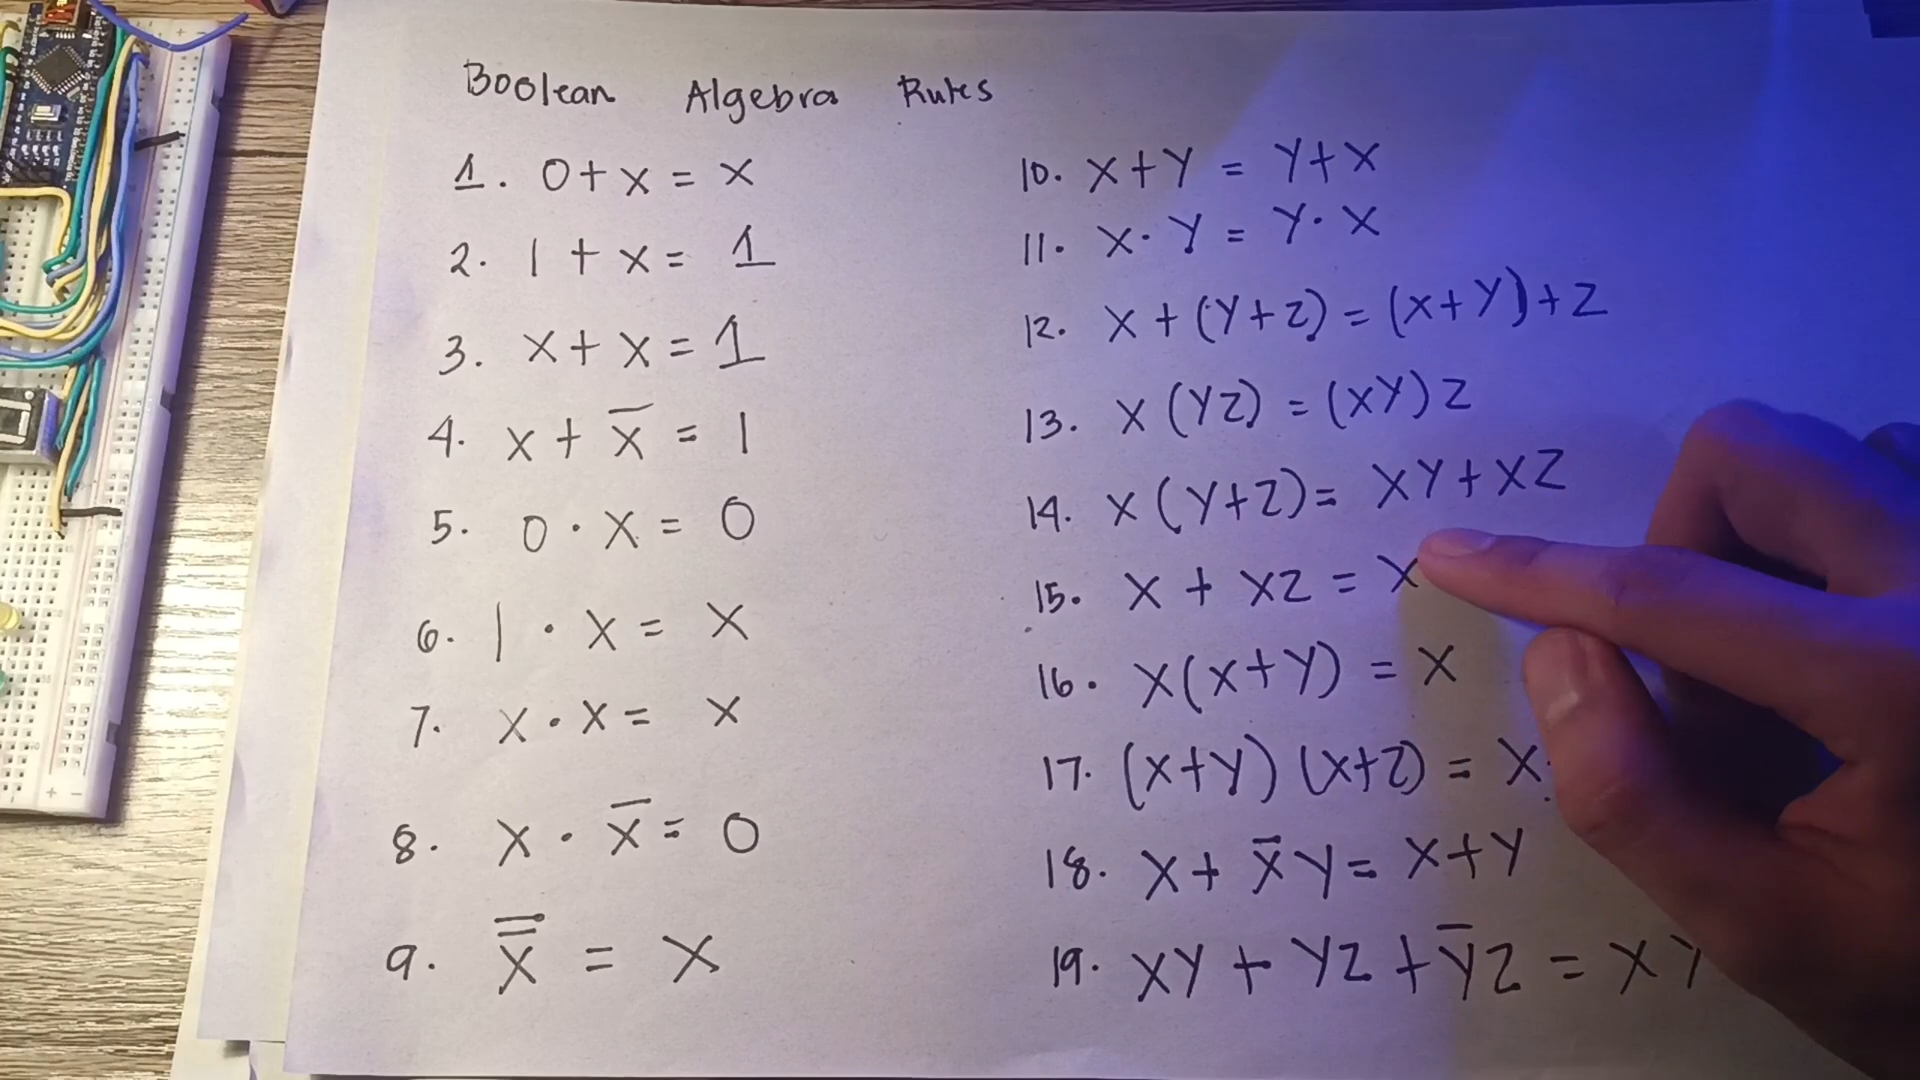 Boolean Algebra Rules
1. 0 + x = x
2. 1 + x = 1
3. x + x = 1
4. x + x̅ = 1
5. 0 · x = 0
6. 1 · x = x
7. x · x = x
8. x · x̅ = 0
9. x̿ = x
10. x + y = y + x
11. x · y = y · x
12. x + (y + z) = (x + y) + z
13. x (yz) = (xy) z
14. x (y + z) = xy + xz
15. x + xz = x
16. x(x + y) = x
17. (x + y) (x + z) = x
18. x + x̅y = x + y
19. xy + yz + y̅z = xy